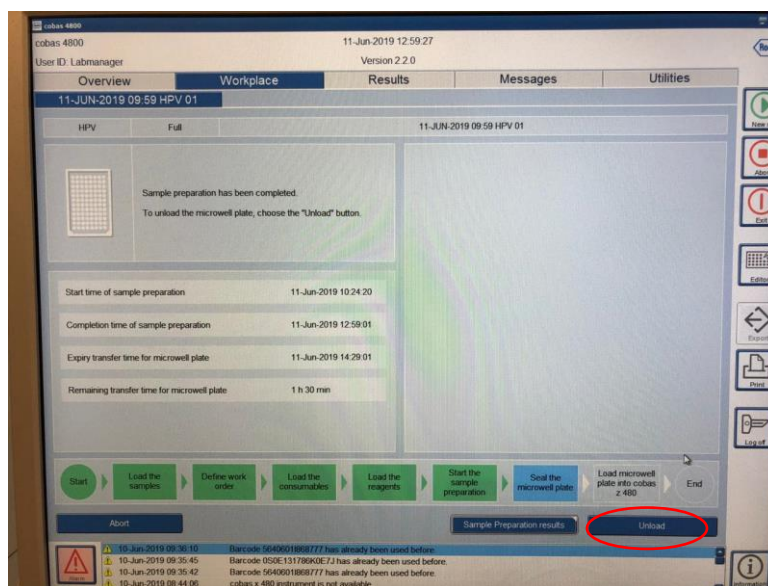 cobas 4800
cobas 4800
11-Jun-2019 12:59:27
User ID: Labmanager
Version 2.2.0
Overview
Workplace
Results
Messages
Utilities
11-JUN-2019 09:59 HPV 01
HPV
Full
11-JUN-2019 09:59 HPV 01
Sample preparation has been completed.
To unload the microwell plate, choose the "Unload" button.
Start time of sample preparation 11-Jun-2019 10:24:20
Completion time of sample preparation 11-Jun-2019 12:59:01
Expiry transfer time for microwell plate 11-Jun-2019 14:29:01
Remaining transfer time for microwell plate 1 h 30 min
Start
Load the
samples
Define work
order
Load the
consumables
Load the
reagents
Start the
sample
preparation
Seal the
microwell plate
Load microwell
plate into cobas
z 480
End
Abort
Sample Preparation results
Unload
10-Jun-2019 09:36:10 Barcode 5640601I868777 has already been used before.
10-Jun-2019 09:35:45 Barcode 0S0E131786K0E7J has already been used before.
10-Jun-2019 09:35:42 Barcode 5640601I868777 has already been used before.
10-Jun-2019 08:44:06 cobas x 480 instrument is not available.
New
Exit
Editor
Export
Print
Log off